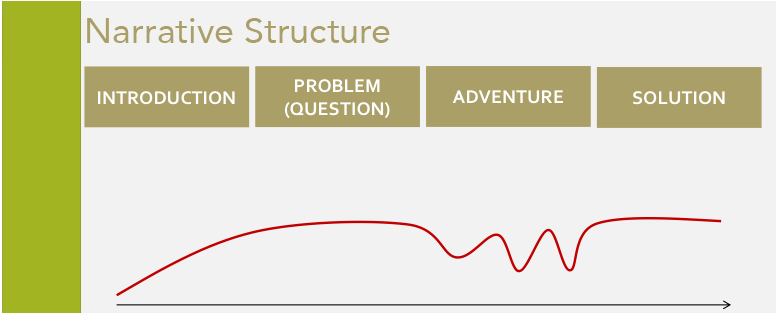 Narrative Structure
INTRODUCTION
PROBLEM
(QUESTION)
ADVENTURE
SOLUTION